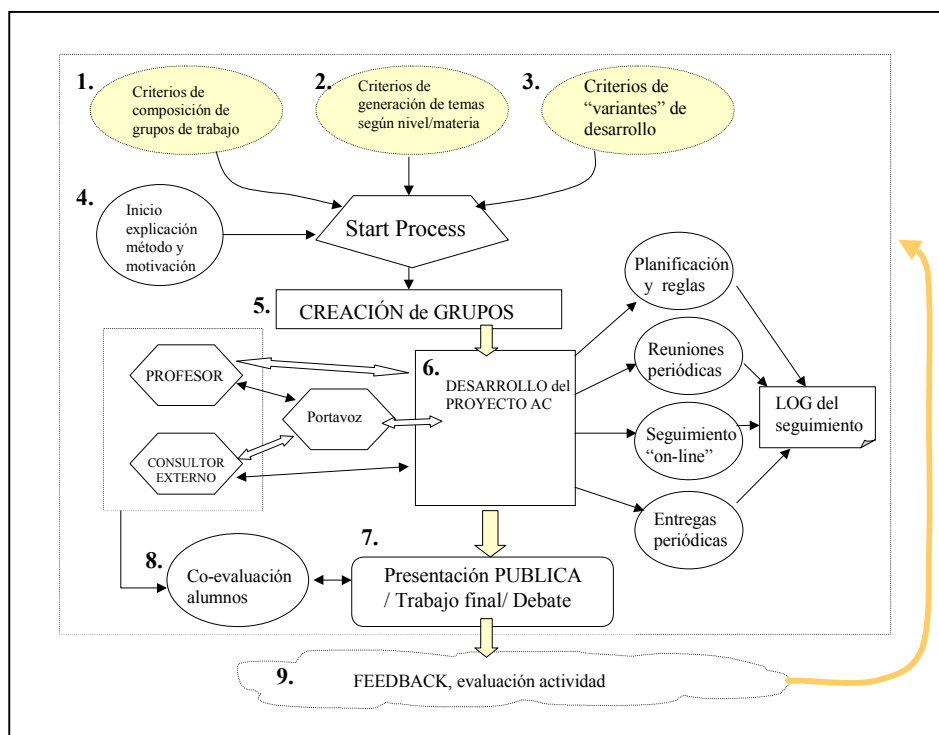 1.
Criterios de
composición de
grupos de trabajo
2.
Criterios de
generación de temas
según nivel/materia
3.
Criterios de
“variantes” de
desarrollo
4.
Inicio
explicación
método y
motivación
Start Process
5.
CREACIÓN de GRUPOS
PROFESOR
Portavoz
CONSULTOR
EXTERNO
6.
DESARROLLO del
PROYECTO AC
Planificación
y reglas
Reuniones
periódicas
Seguimiento
“on-line”
Entregas
periódicas
LOG del
seguimiento
7.
Presentación PUBLICA
/ Trabajo final/ Debate
8.
Co-evaluación
alumnos
9.
FEEDBACK, evaluación actividad